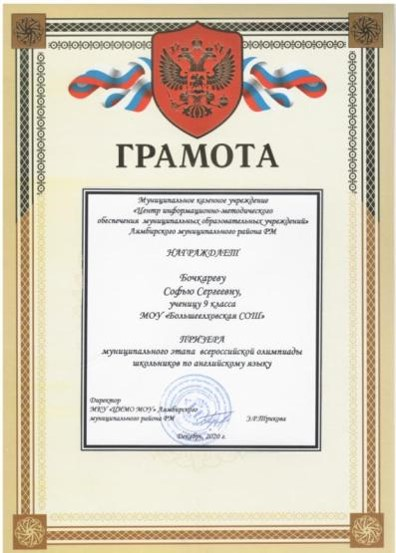 ГРАМОТА
Муниципальное казенное учреждение
«Центр информационно-методического
обеспечения муниципальных образовательных учреждений»
Лямбирского муниципального района РМ
НАГРАЖДАЕТ
Бочкареву
Софью Сергеевну,
ученицу 9 класса
МОУ «Большеелховская СОШ»
ПРИЗЕРА
муниципального этапа всероссийской олимпиады
школьников по английскому языку
Директор
МКУ «ЦИМО МОУ» Лямбирского
муниципального района РМ
Декабрь, 2020 г.